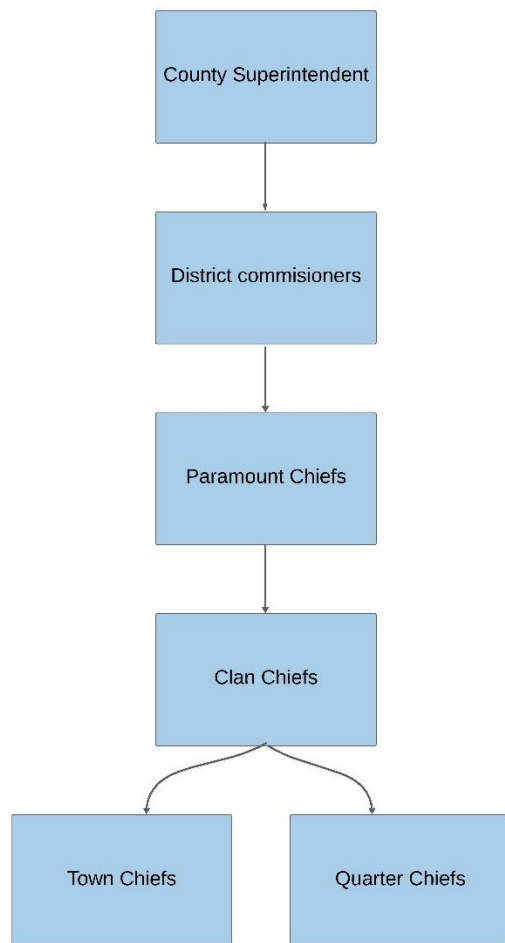 County Superintendent
District commisioners
Paramount Chiefs
Clan Chiefs
Town Chiefs
Quarter Chiefs